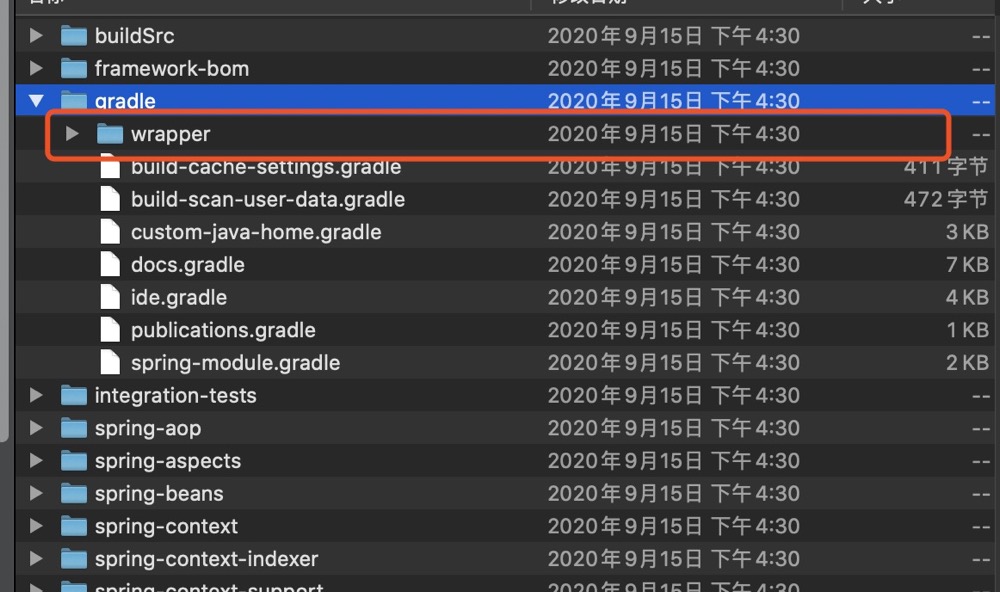 名称 修改日期 大小
buildSrc 2020年9月15日 下午4:30 --
framework-bom 2020年9月15日 下午4:30 --
gradle 2020年9月15日 下午4:30 --
wrapper 2020年9月15日 下午4:30 --
build-cache-settings.gradle 2020年9月15日 下午4:30 411 字节
build-scan-user-data.gradle 2020年9月15日 下午4:30 472 字节
custom-java-home.gradle 2020年9月15日 下午4:30 3 KB
docs.gradle 2020年9月15日 下午4:30 7 KB
ide.gradle 2020年9月15日 下午4:30 4 KB
publications.gradle 2020年9月15日 下午4:30 1 KB
spring-module.gradle 2020年9月15日 下午4:30 2 KB
integration-tests 2020年9月15日 下午4:30 --
spring-aop 2020年9月15日 下午4:30 --
spring-aspects 2020年9月15日 下午4:30 --
spring-beans 2020年9月15日 下午4:30 --
spring-context 2020年9月15日 下午4:30 --
spring-context-indexer 2020年9月15日 下午4:30 --
spring-context-support 2020年9月15日 下午4:30 --